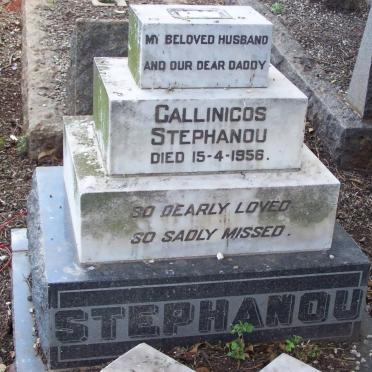 MY BELOVED HUSBAND
AND OUR DEAR DADDY
CALLINICOS
STEPHANOU
DIED 15-4-1956.
SO DEARLY LOVED
SO SADLY MISSED.
STEPHANOU